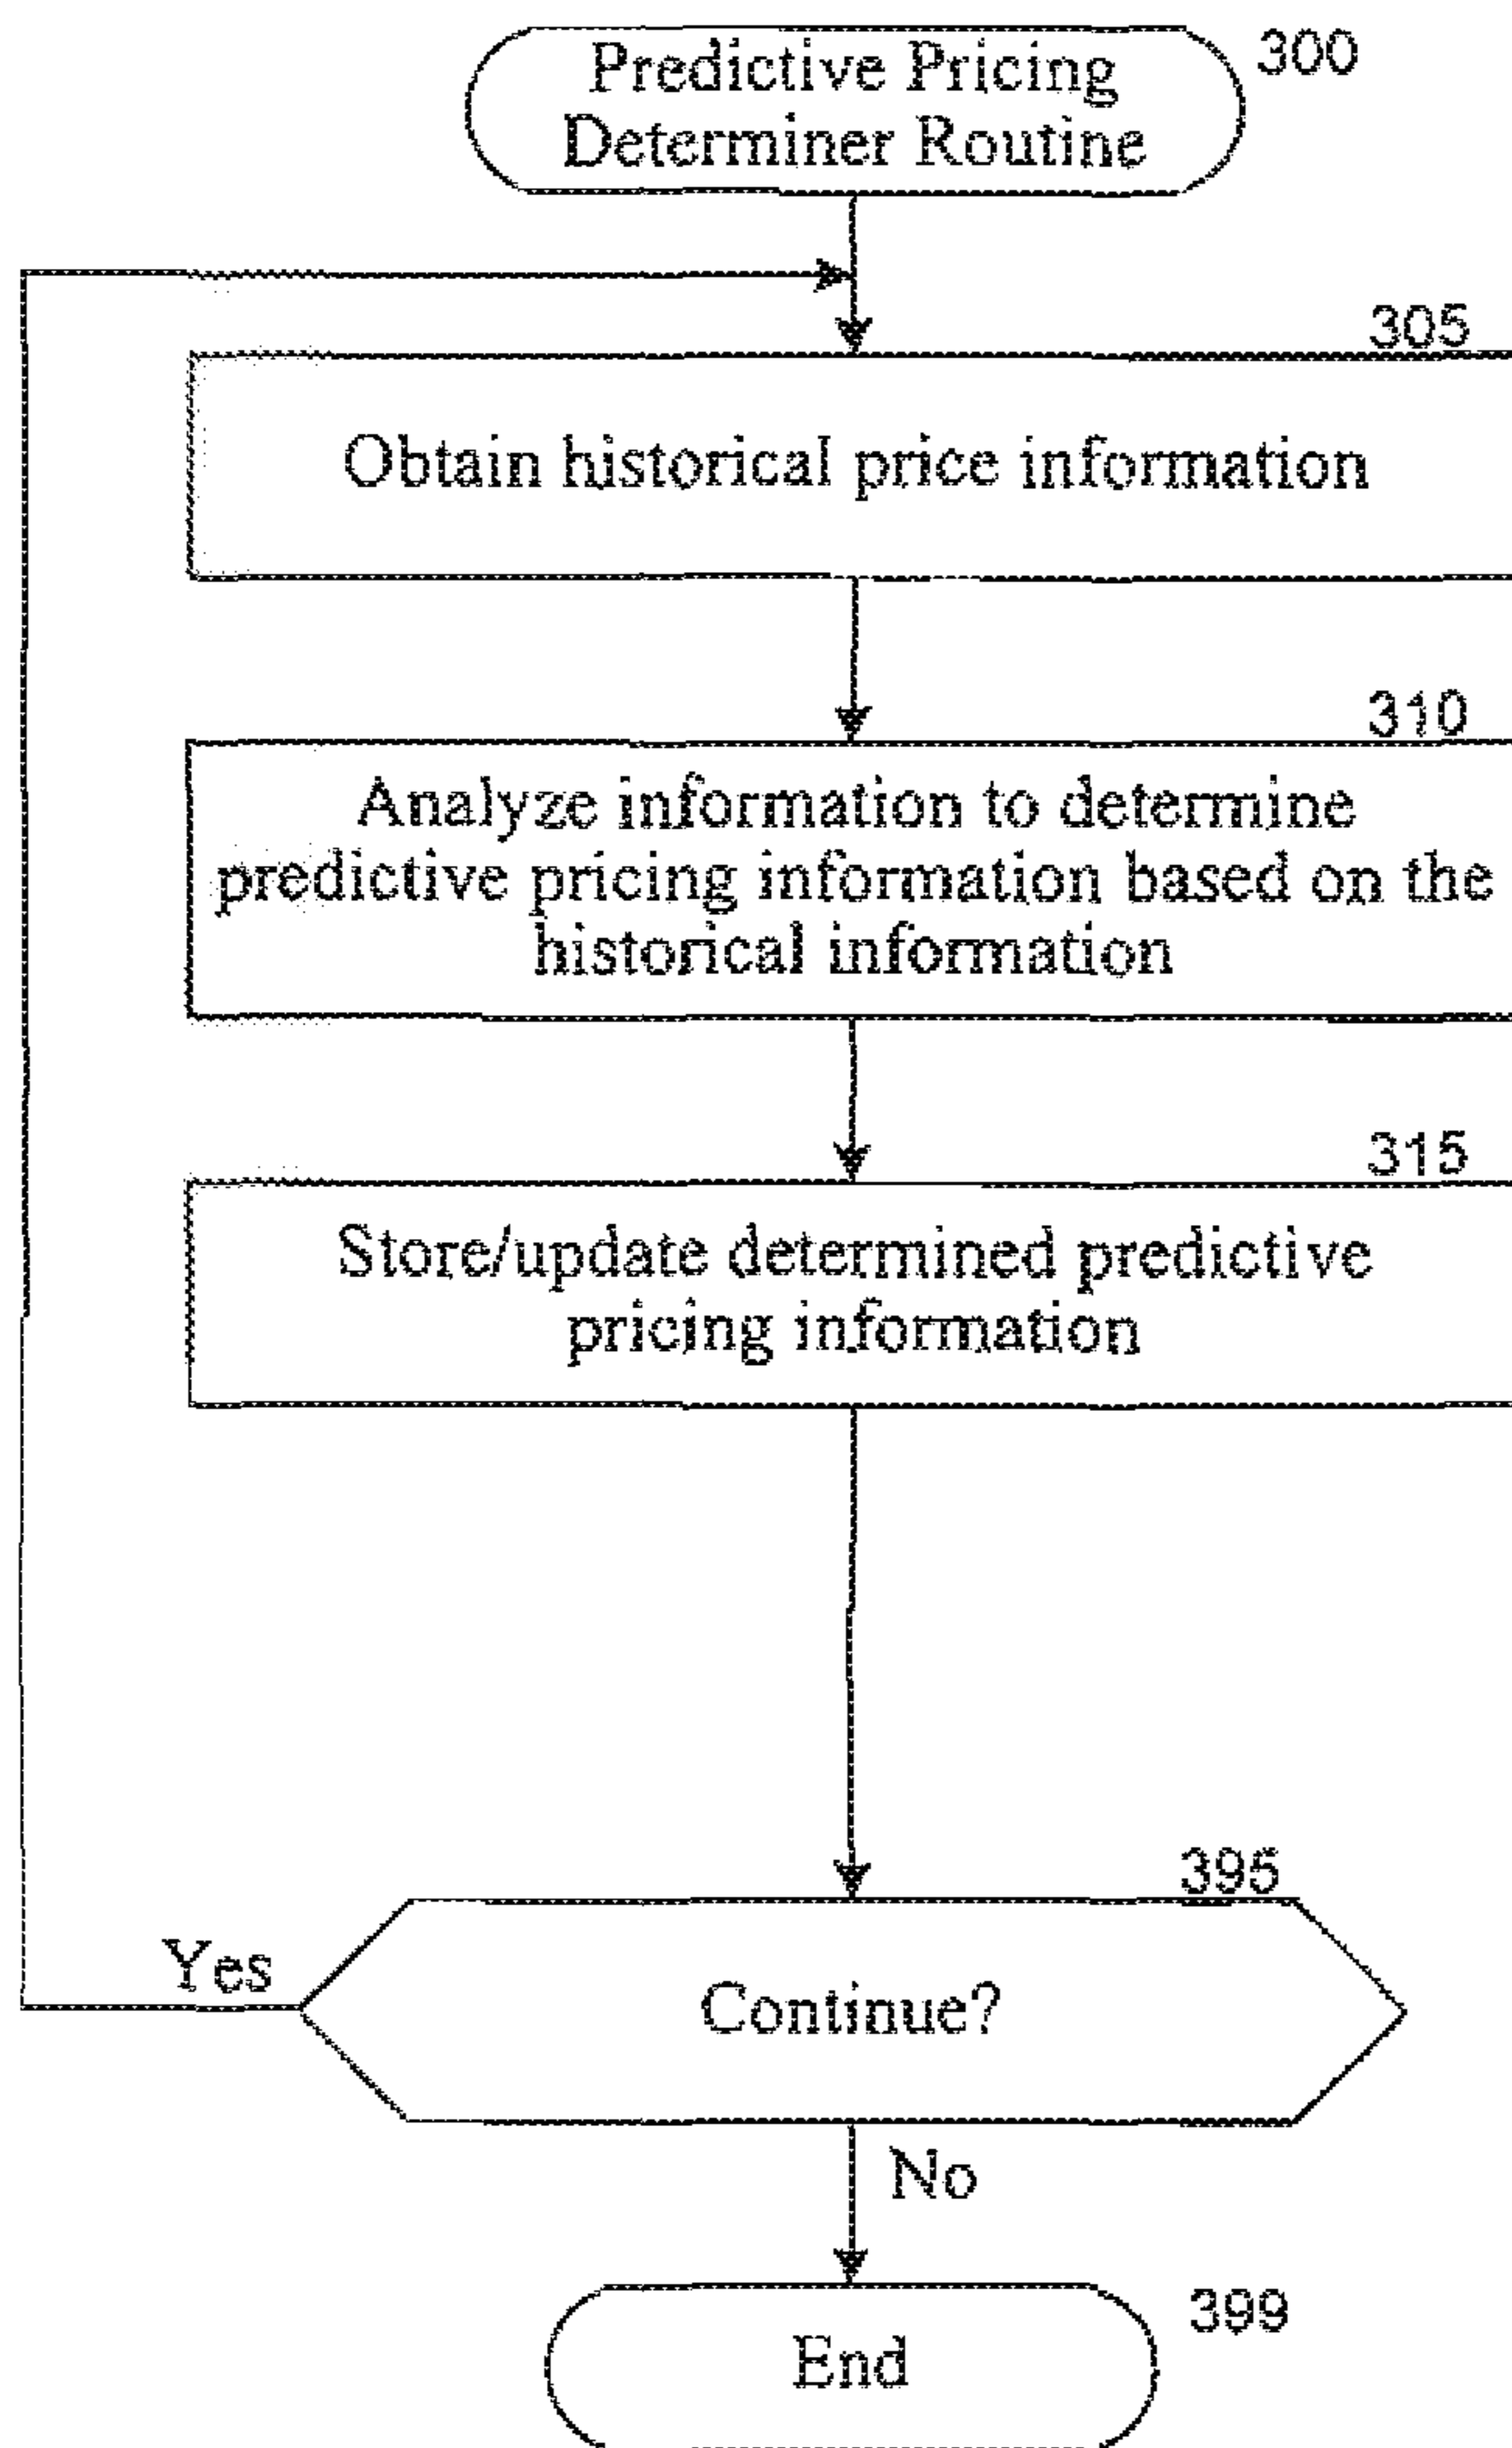 Predictive Pricing
Determiner Routine
300
305
Obtain historical price information
310
Analyze information to determine
predictive pricing information based on the
historical information
315
Store/update determined predictive
pricing information
395
Yes
Continue?
No
399
End